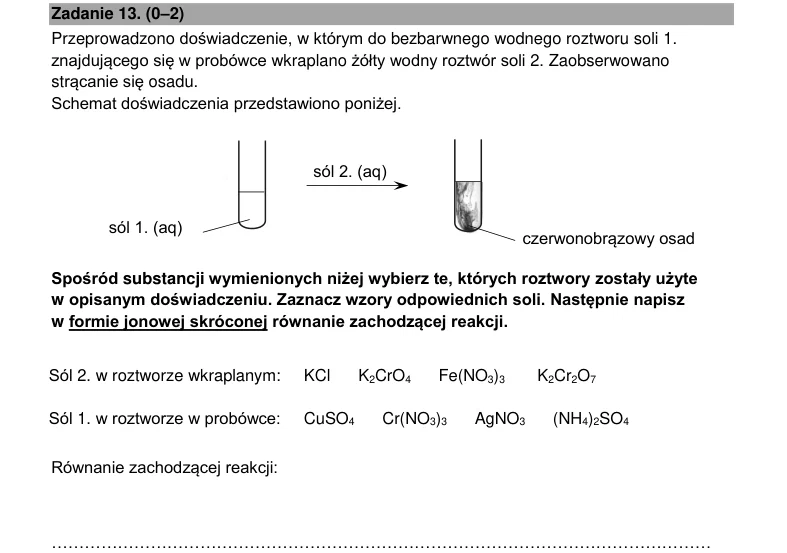 Zadanie 13. (0–2)
Przeprowadzono doświadczenie, w którym do bezbarwnego wodnego roztworu soli 1.
znajdującego się w probówce wkraplano żółty wodny roztwór soli 2. Zaobserwowano
strącanie się osadu.
Schemat doświadczenia przedstawiono poniżej.
sól 2. (aq)
sól 1. (aq)
czerwonobrązowy osad
Spośród substancji wymienionych niżej wybierz te, których roztwory zostały użyte
w opisanym doświadczeniu. Zaznacz wzory odpowiednich soli. Następnie napisz
w formie jonowej skróconej równanie zachodzącej reakcji.
Sól 2. w roztworze wkraplanym: KCl K₂CrO₄ Fe(NO₃)₃ K₂Cr₂O₇
Sól 1. w roztworze w probówce: CuSO₄ Cr(NO₃)₃ AgNO₃ (NH₄)₂SO₄
Równanie zachodzącej reakcji: